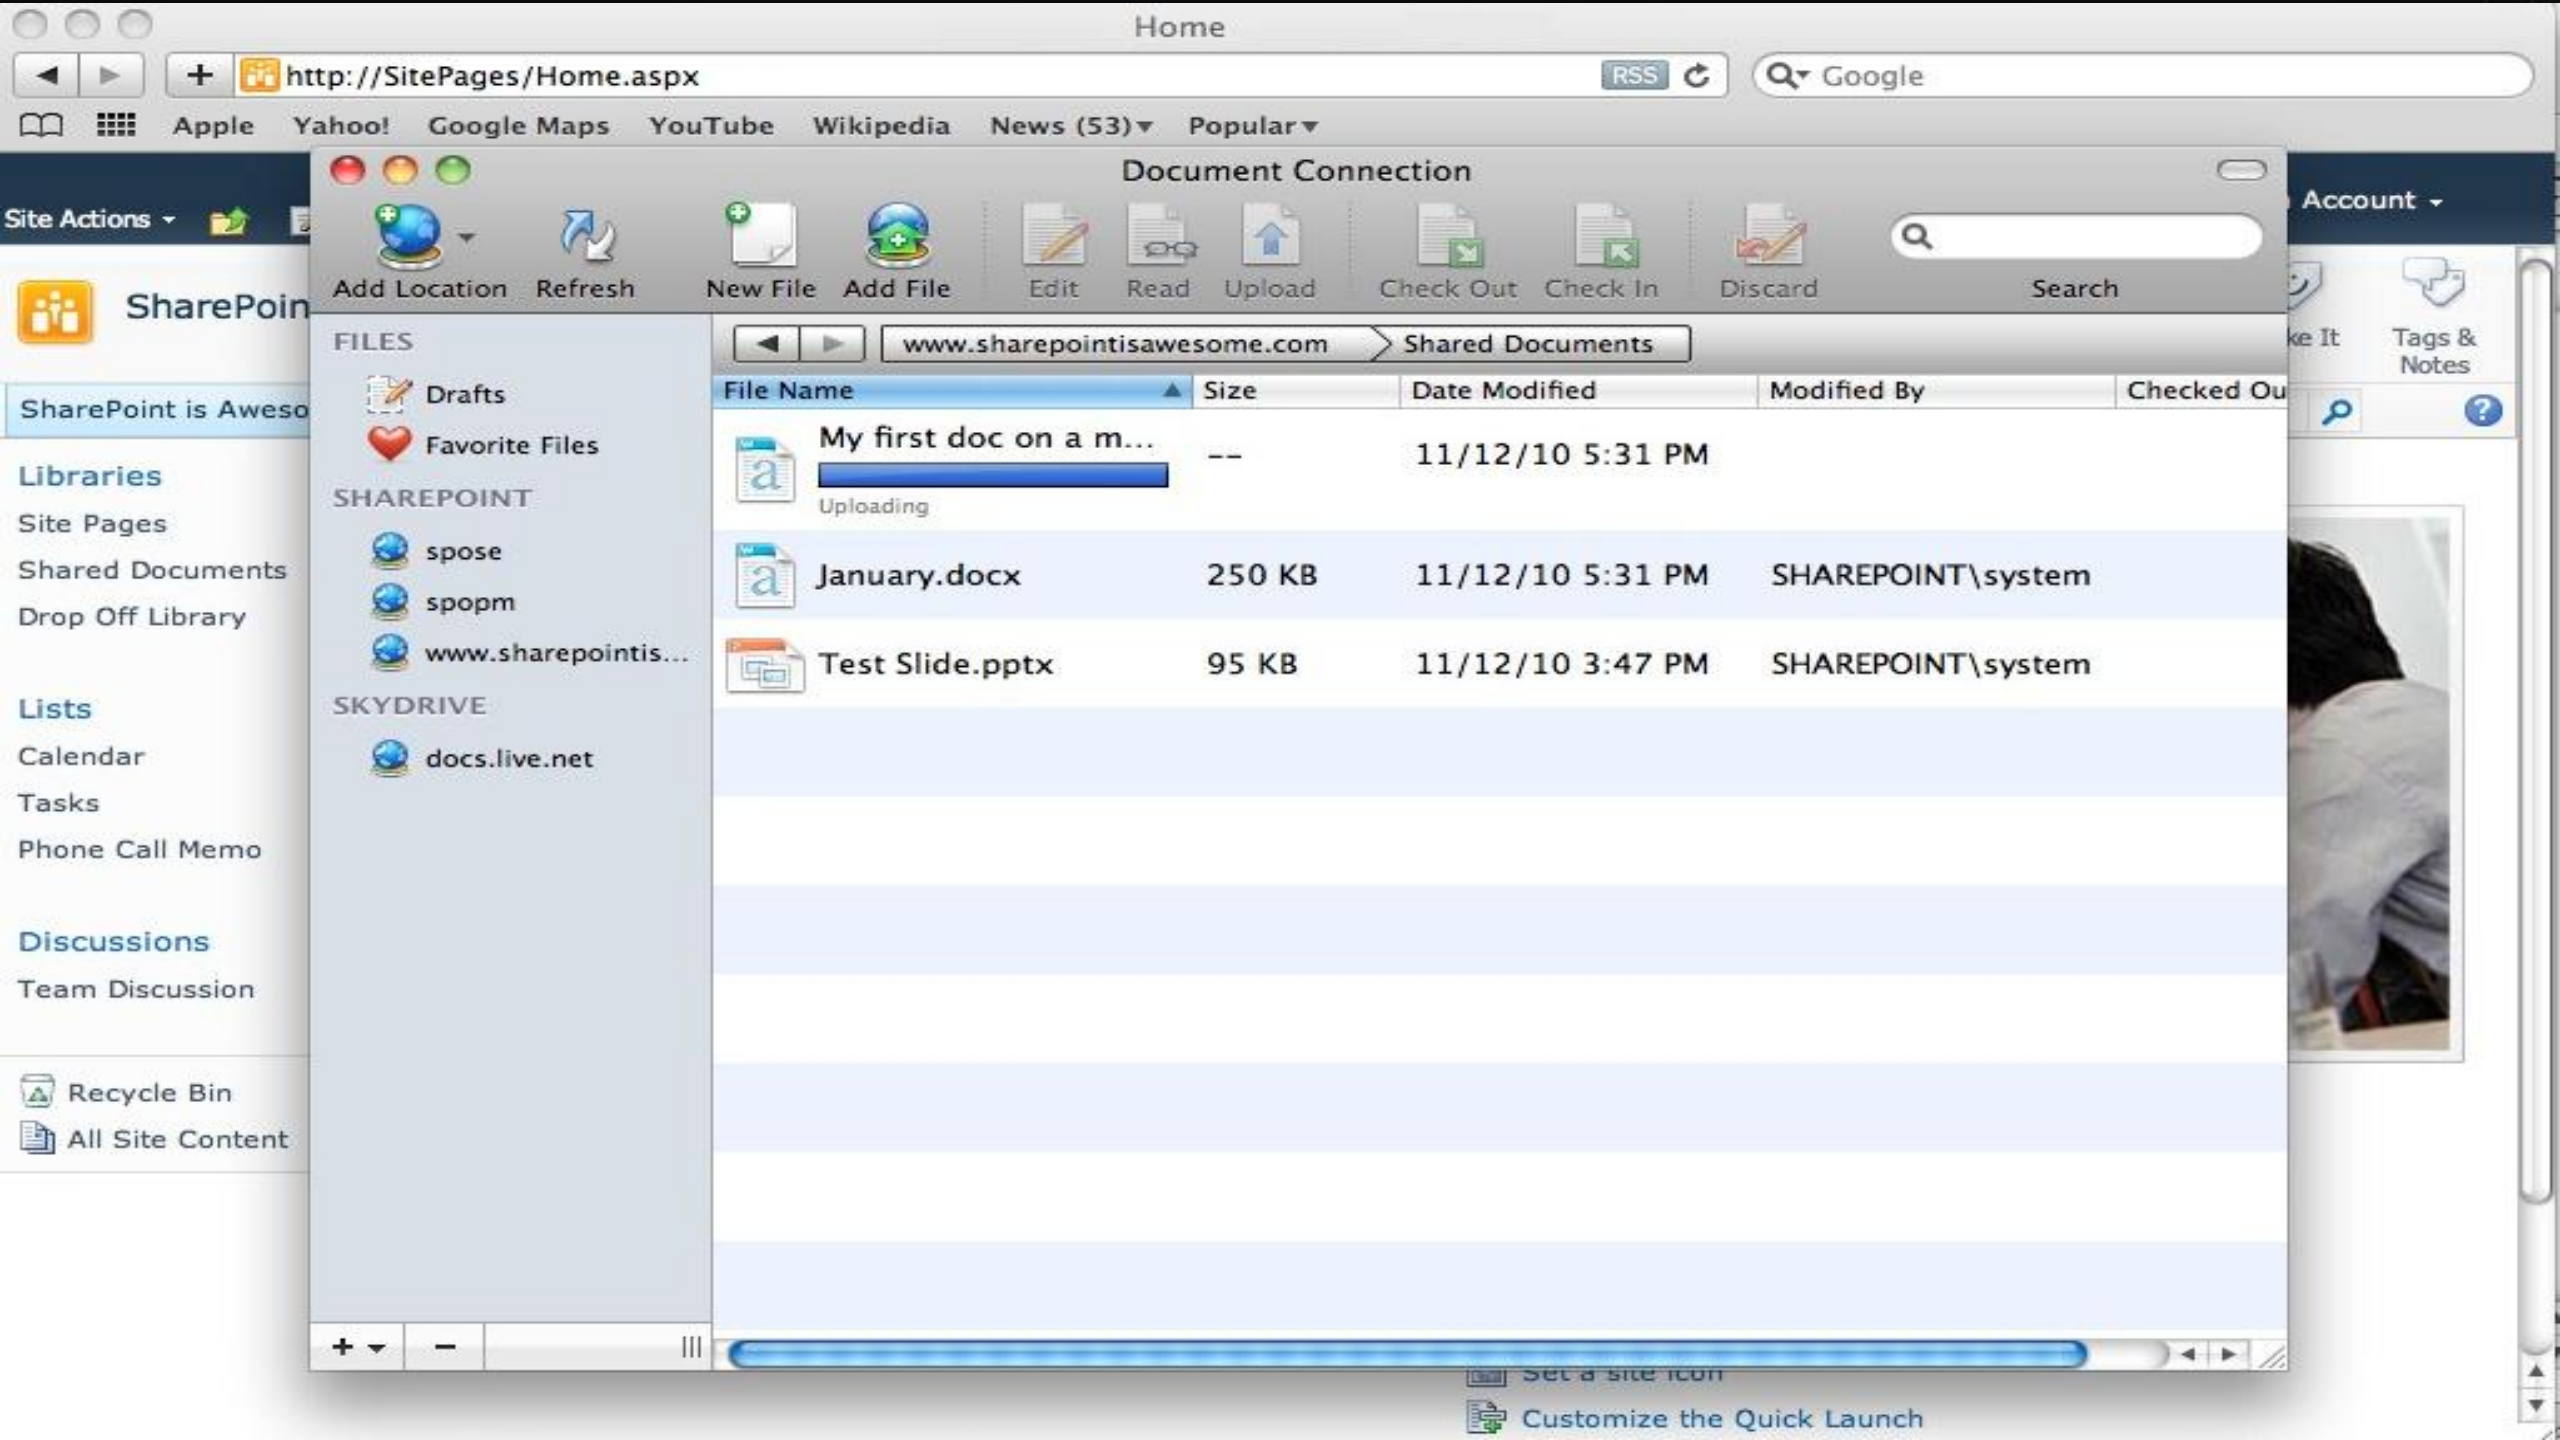 Home
http://SitePages/Home.aspx RSS Google
Apple Yahoo! Google Maps YouTube Wikipedia News (53) Popular
Document Connection
Site Actions Account
Add Location Refresh New File Add File Edit Read Upload Check Out Check In Discard Search
SharePoin
ke It Tags &
Notes
SharePoint is Aweso
Libraries
Site Pages
Shared Documents
Drop Off Library
Lists
Calendar
Tasks
Phone Call Memo
Discussions
Team Discussion
Recycle Bin
All Site Content
FILES
Drafts
Favorite Files
SHAREPOINT
spose
spopm
www.sharepointis...
SKYDRIVE
docs.live.net
www.sharepointisawesome.com Shared Documents
File Name Size Date Modified Modified By Checked Ou
My first doc on a m... -- 11/12/10 5:31 PM
Uploading
January.docx 250 KB 11/12/10 5:31 PM SHAREPOINT\system
Test Slide.pptx 95 KB 11/12/10 3:47 PM SHAREPOINT\system
Set a site icon
Customize the Quick Launch